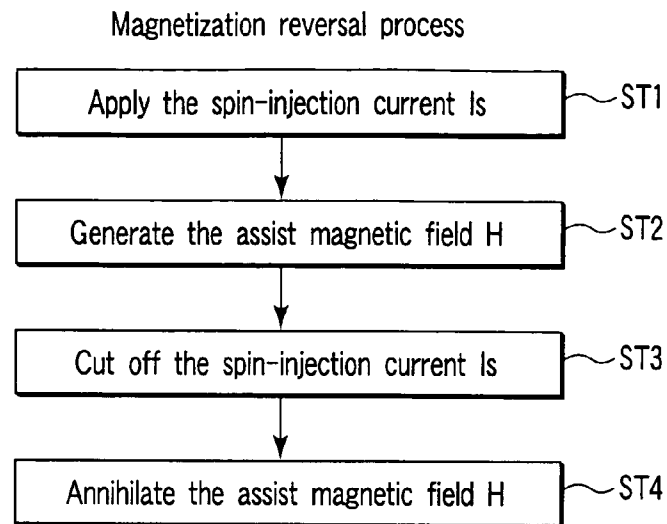 Magnetization reversal process
Apply the spin-injection current Is
ST1
Generate the assist magnetic field H
ST2
Cut off the spin-injection current Is
ST3
Annihilate the assist magnetic field H
ST4